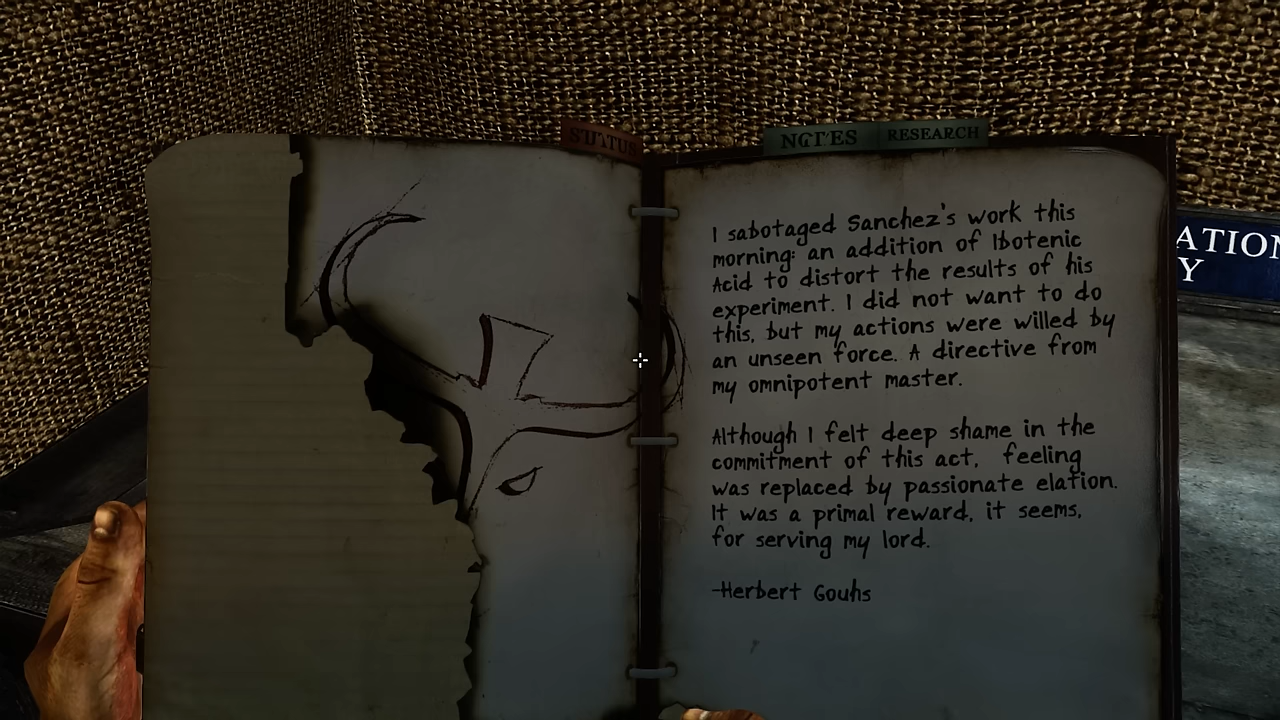 STATUS
NOTES
RESEARCH
I sabotaged Sanchez's work this
morning: an addition of Ibotenic
Acid to distort the results of his
experiment. I did not want to do
this, but my actions were willed by
an unseen force. A directive from
my omnipotent master.
Although I felt deep shame in the
commitment of this act, feeling
was replaced by passionate elation.
It was a primal reward, it seems,
for serving my lord.
-Herbert Gouhs
ATION
Y